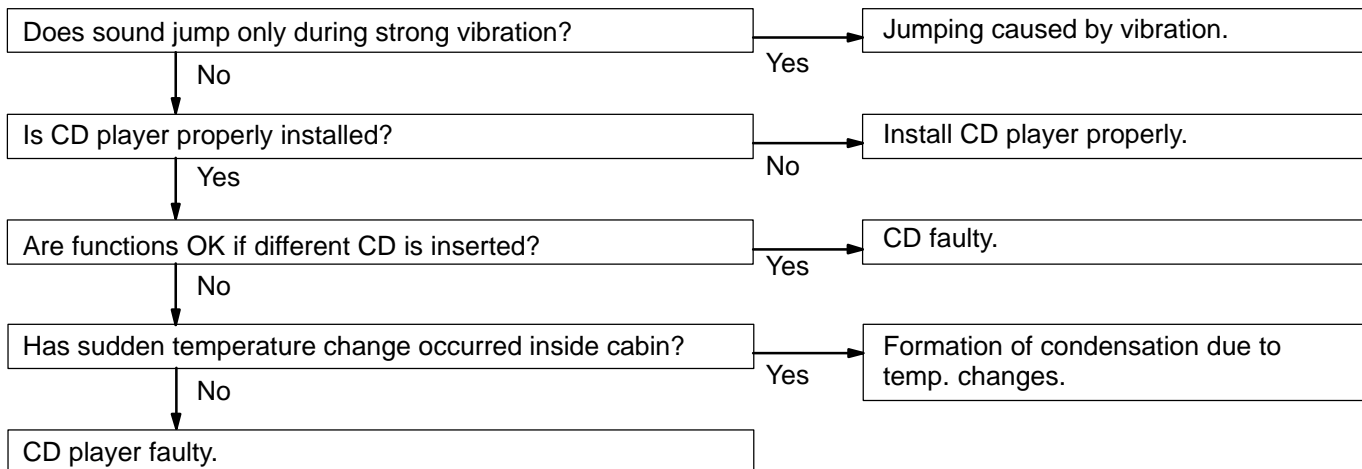 Does sound jump only during strong vibration?
Yes
Jumping caused by vibration.
No
Is CD player properly installed?
No
Install CD player properly.
Yes
Are functions OK if different CD is inserted?
Yes
CD faulty.
No
Has sudden temperature change occurred inside cabin?
Yes
Formation of condensation due to
temp. changes.
No
CD player faulty.